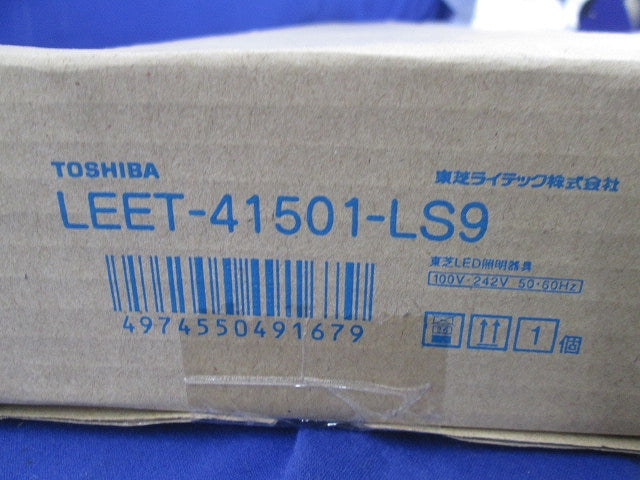 TOSHIBA
東芝ライテック株式会社
LEET-41501-LS9
東芝LED照明器具
100V-242V 50・60Hz
4974550491679
1個